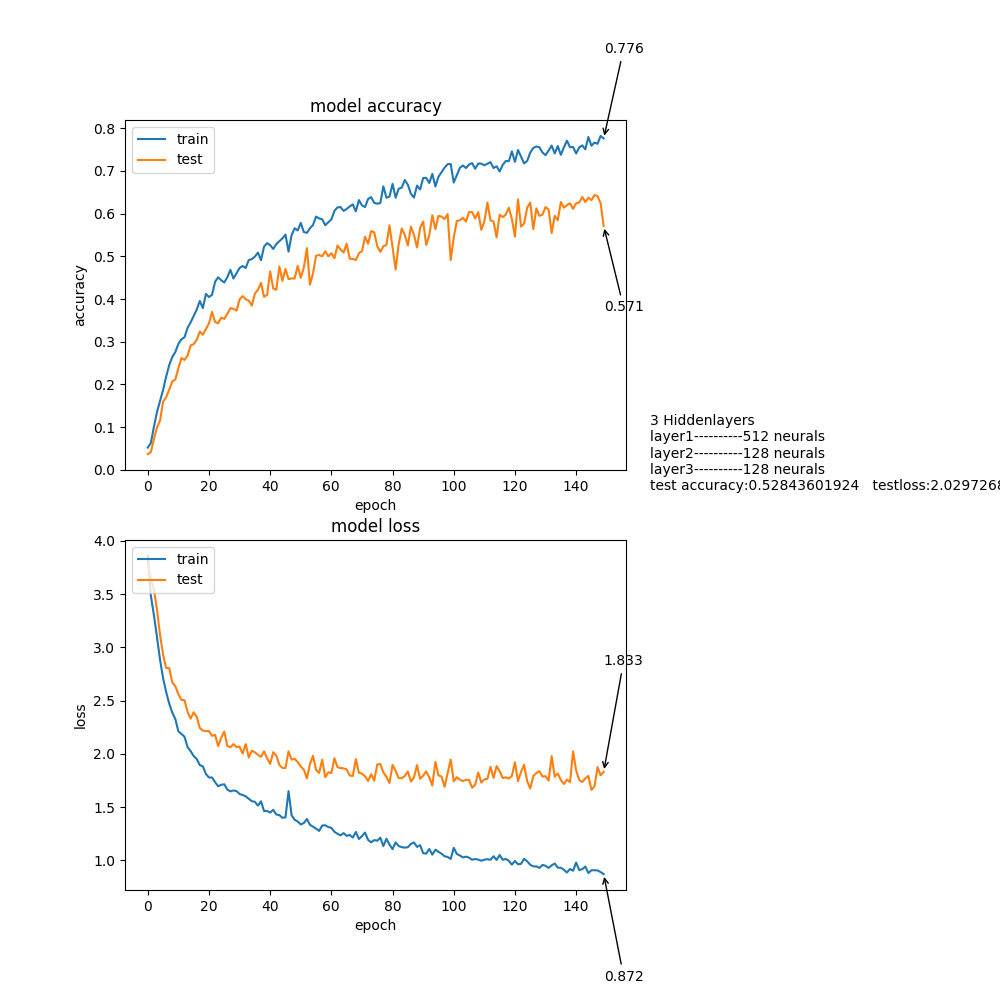 0.776
model accuracy
train
test
0.8
0.7
0.6
0.5
0.4
0.3
0.2
0.1
0.0
accuracy
0.571
0 20 40 60 80 100 120 140
epoch
3 Hiddenlayers
layer1----------512 neurals
layer2----------128 neurals
layer3----------128 neurals
test accuracy:0.52843601924 testloss:2.0297268
model loss
train
test
4.0
3.5
3.0
2.5
2.0
1.5
1.0
loss
1.833
0 20 40 60 80 100 120 140
epoch
0.872